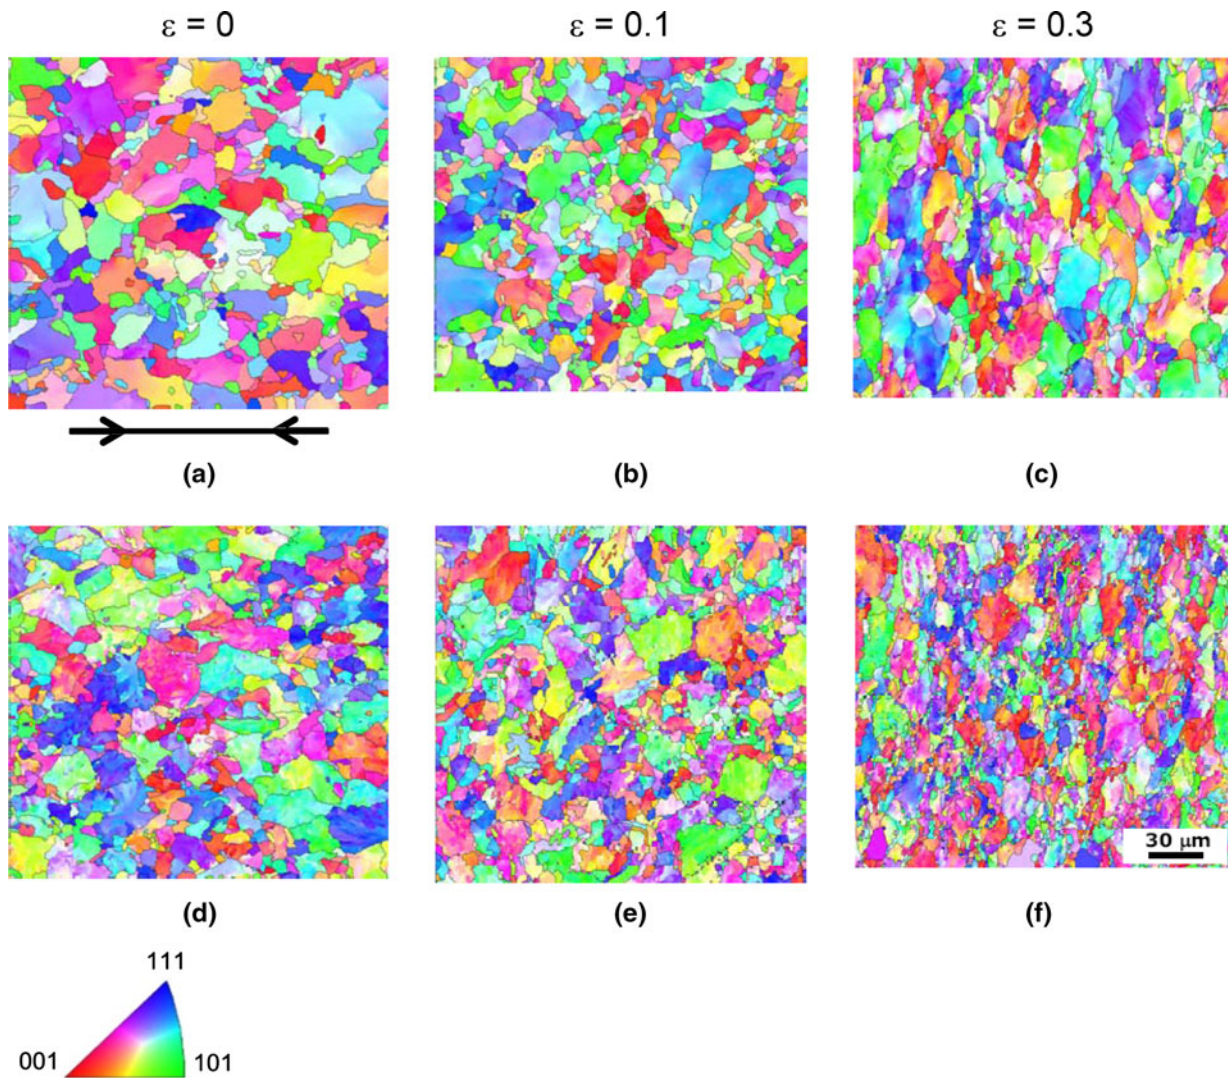 ε = 0
ε = 0.1
ε = 0.3
(a)
(b)
(c)
30 μm
(d)
(e)
(f)
111
001
101